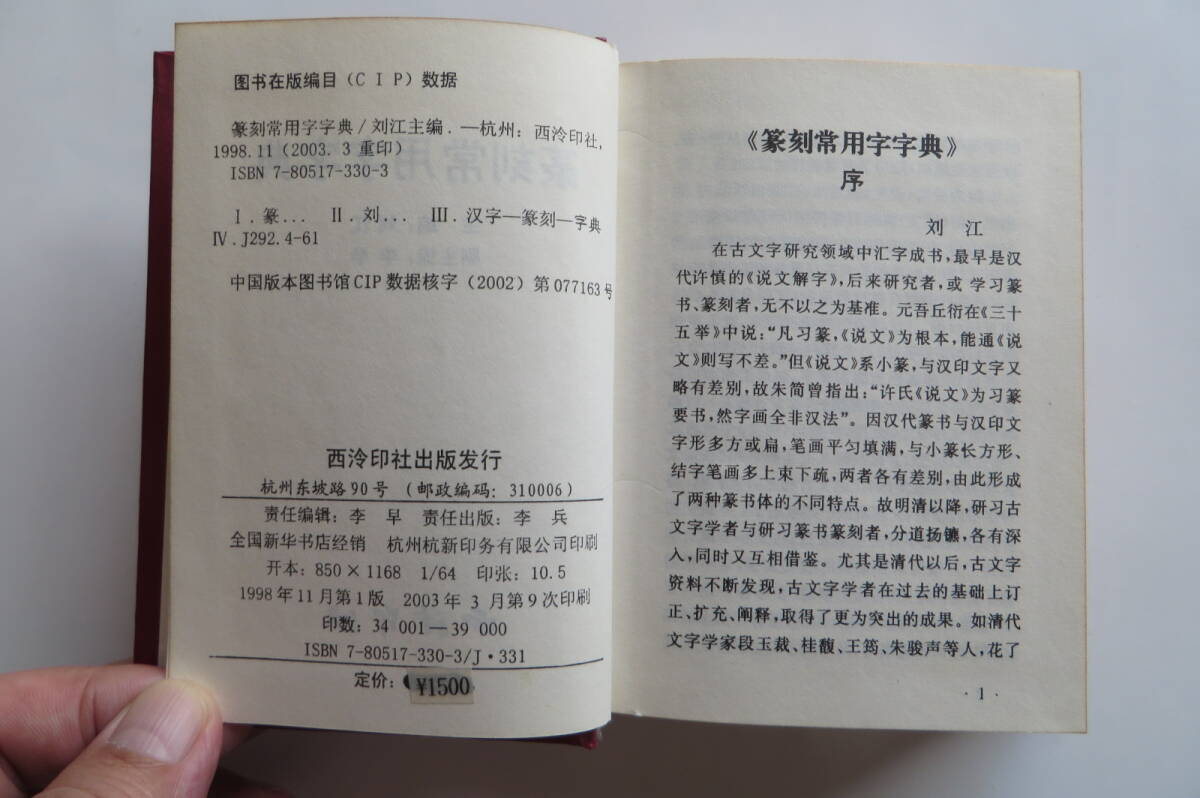 图书在版编目(CIP)数据
篆刻常用字字典/刘江主编.—杭州: 西泠印社,
1998.11(2003.3重印)
ISBN 7-80517-330-3
Ⅰ.篆... Ⅱ.刘... Ⅲ.汉字—篆刻—字典
Ⅳ.J292.4-61
中国版本图书馆CIP数据核字(2002)第077163号
西泠印社出版发行
杭州东坡路90号 (邮政编码: 310006)
责任编辑: 李 早 责任出版: 李 兵
全国新华书店经销 杭州杭新印务有限公司印刷
开本: 850×1168 1/64 印张: 10.5
1998年11月第1版 2003年3月第9次印刷
印数: 34 001—39 000
ISBN 7-80517-330-3/J·331
定价:
¥1500
《篆刻常用字字典》
序
刘 江
在古文字研究领域中汇字成书,最早是汉
代许慎的《说文解字》,后来研究者,或 学习篆
书、篆刻者,无不以之为基准。元吾丘衍在《三十
五举》中说:“凡习篆,《说文》为根本,能通《说
文》则写不差。”但《说文》系小篆,与汉印文字又
略有差别,故朱简曾指出:“许氏《说文》为习篆
要书,然字画全非汉法”。因汉代篆书与汉印文
字形多方或扁,笔画平匀填满,与小篆长方形、
结字笔画多上束下疏,两者各有差别,由此形成
了两种篆书体的不同特点。故明清以降,研习古
文字学者与研习篆书篆刻者,分道扬镳,各有深
入,同时又互相借鉴。尤其是清代以后,古文字
资料不断发现,古文字学者在过去的基础上订
正、扩充、阐释,取得了更为突出的成果。如清代
文字学家段玉裁、桂馥、王筠、朱骏声等人,花了
·1·